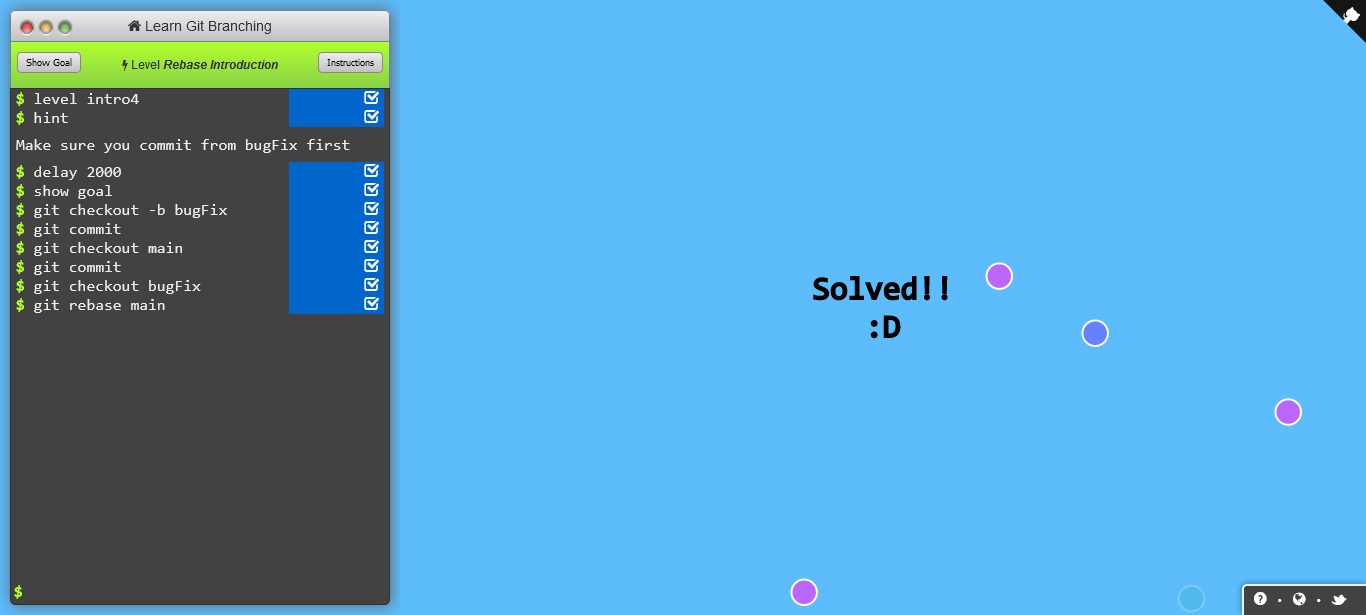 Learn Git Branching
Show Goal
Level Rebase Introduction
Instructions
$ level intro4
$ hint
Make sure you commit from bugFix first
$ delay 2000
$ show goal
$ git checkout -b bugFix
$ git commit
$ git checkout main
$ git commit
$ git checkout bugFix
$ git rebase main
$
Solved!!
:D